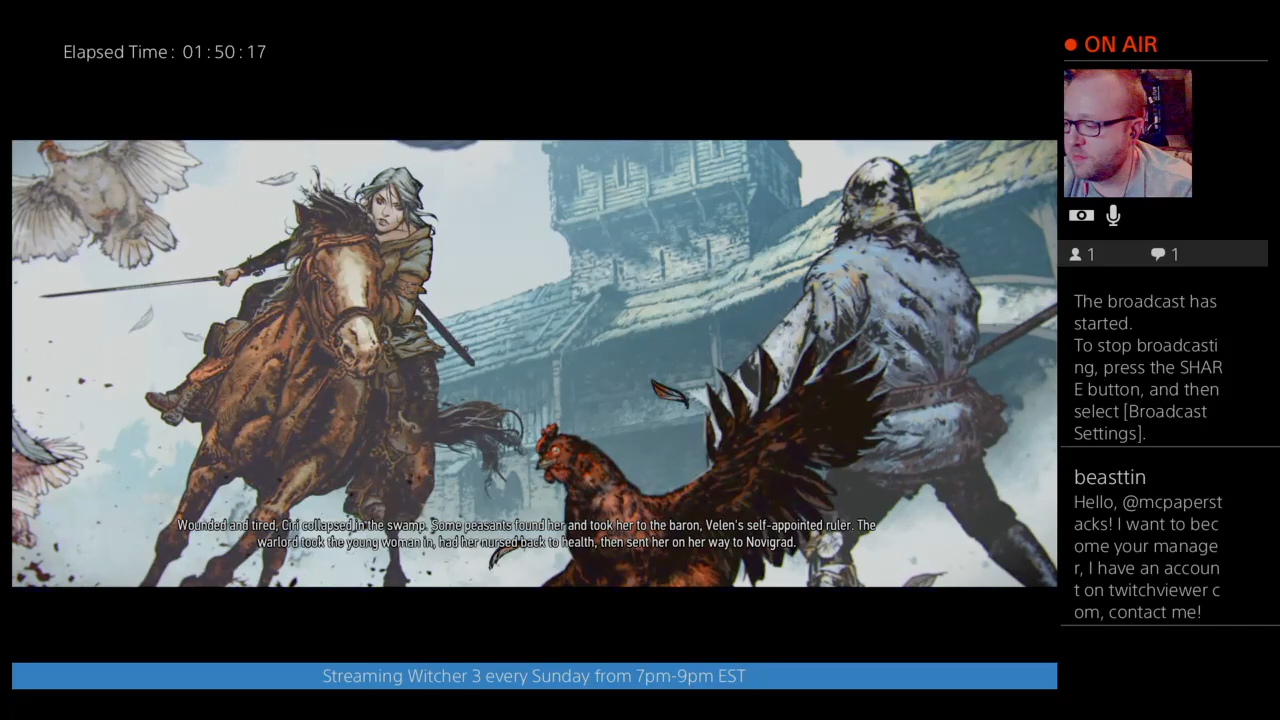 Elapsed Time: 01:50:17
ON AIR
1 1
The broadcast has
started.
To stop broadcasti
ng, press the SHAR
E button, and then
select [Broadcast
Settings].
beasttin
Hello, @mcpaperst
acks! I want to bec
ome your manage
r, I have an accoun
t on twitchviewer c
om, contact me!
Wounded and tired, Ciri collapsed in the swamp. Some peasants found her and took her to the baron, Velen's self-appointed ruler. The
warlord took the young woman in, had her nursed back to health, then sent her on her way to Novigrad.
Streaming Witcher 3 every Sunday from 7pm-9pm EST